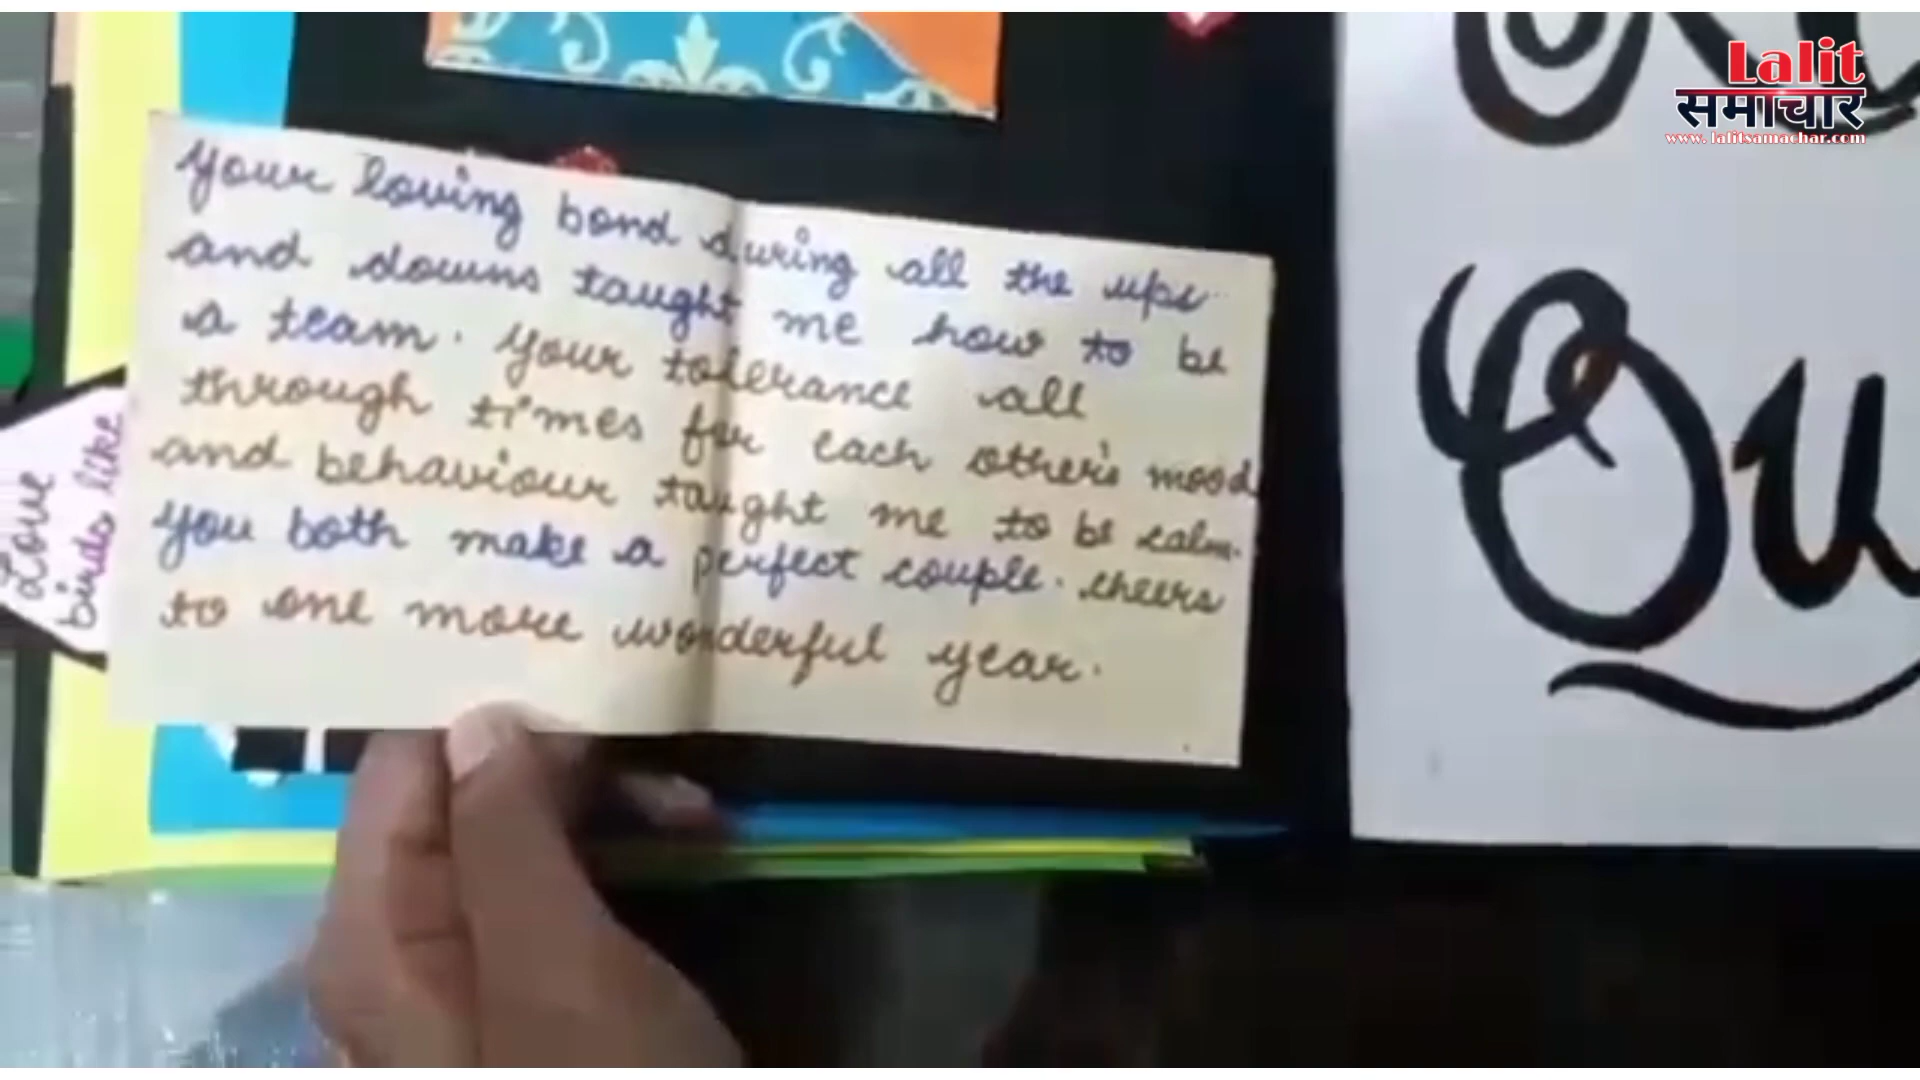 Your loving bond during all the ups
and downs taught me how to be
a team. Your tolerance all
through times for each other's mood
and behaviour taught me to be calm.
You both make a perfect couple. cheers
to one more wonderful year.
Love
birds like
Qu
Lalit
समाचार
www.lalitsamachar.com